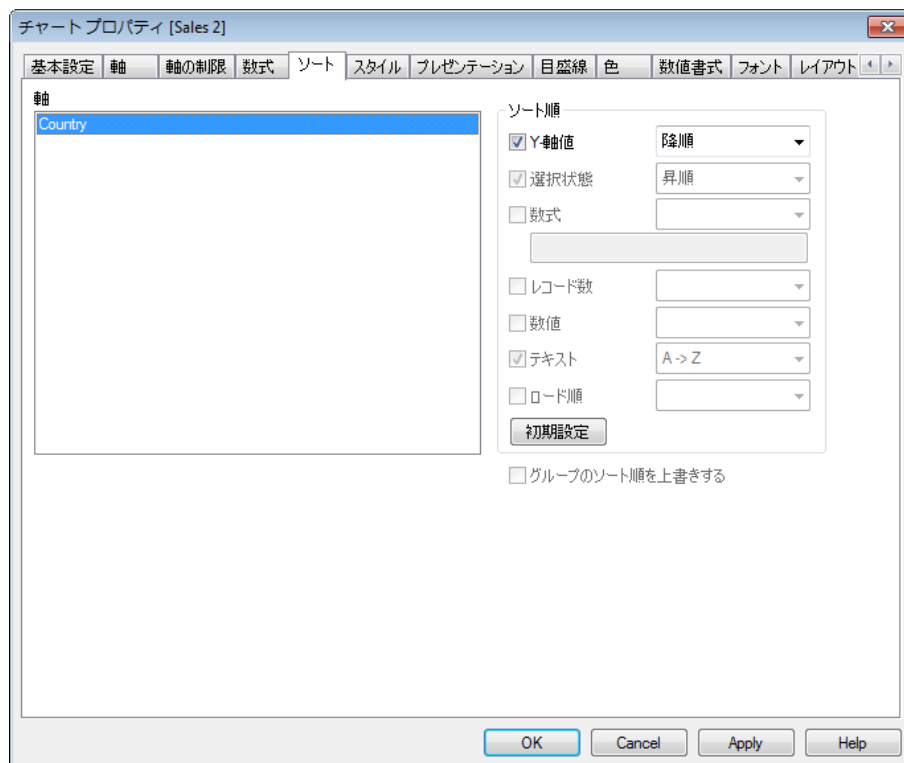 チャート プロパティ [Sales 2]
基本設定 軸 軸の制限 数式 ソート スタイル プレゼンテーション 目盛線 色 数値書式 フォント レイアウト
軸
Country
ソート順
Y-軸値 降順
選択状態 昇順
数式
レコード数
数値
テキスト A -> Z
ロード順
初期設定
グループのソート順を上書きする
OK Cancel Apply Help